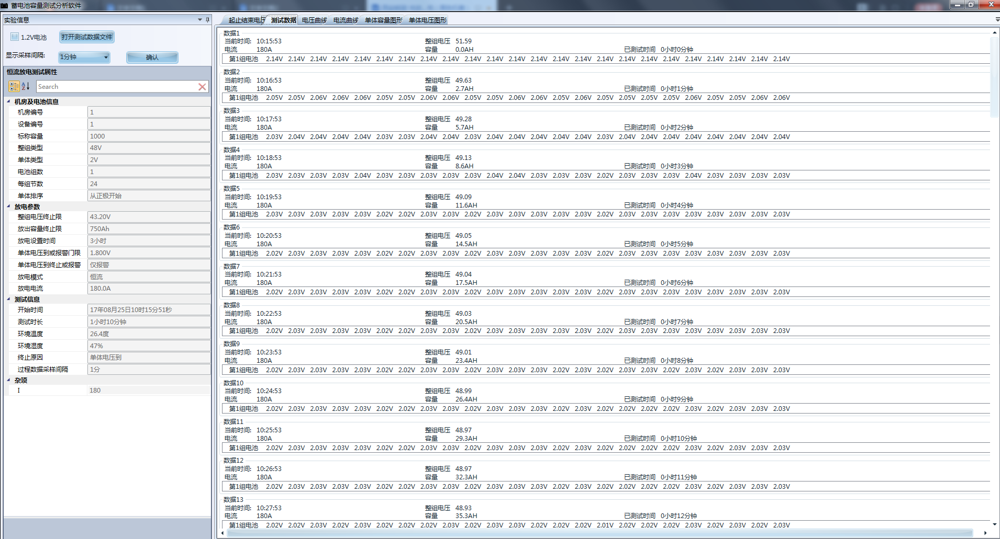 蓄电池容量测试分析软件
实验信息
1.2V电池 打开测试数据文件
显示采样间隔: 1分钟 确认
恒流放电测试属性
Search
机房及电池信息
机房编号 1
设备编号 1
标称容量 1000
整组类型 48V
单体类型 2V
电池组数 1
每组节数 24
单体排序 从正极开始
放电参数
整组电压终止限 43.20V
放出容量终止限 750Ah
放电设置时间 3小时
单体电压到或报警门限 1.800V
单体电压到终止或报警 仅报警
放电模式 恒流
放电电流 180.0A
测试信息
开始时间 17年08月25日10时15分51秒
测试时长 1小时10分钟
环境温度 26.4度
环境湿度 47%
终止原因 单体电压到
过程数据采样间隔 1分
杂项
I 180
起止结束电压 测试数据 电压曲线 电流曲线 单体容量图形 单体电压图形
数据1
当前时间: 10:15:53 整组电压 51.59
电流 180A 容量 0.0AH 已测试时间 0小时0分钟
第1组电池 2.14V 2.14V 2.14V 2.14V 2.14V 2.14V 2.14V 2.14V 2.14V 2.14V 2.14V 2.14V 2.14V 2.14V 2.14V 2.14V 2.14V 2.14V 2.14V 2.14V 2.14V 2.14V 2.14V 2.14V
数据2
当前时间: 10:16:53 整组电压 49.63
电流 180A 容量 2.7AH 已测试时间 0小时1分钟
第1组电池 2.05V 2.05V 2.06V 2.06V 2.06V 2.05V 2.05V 2.06V 2.06V 2.05V 2.05V 2.06V 2.06V 2.05V 2.06V 2.05V 2.05V 2.05V 2.05V 2.06V 2.05V 2.05V 2.06V 2.06V
数据3
当前时间: 10:17:53 整组电压 49.28
电流 180A 容量 5.7AH 已测试时间 0小时2分钟
第1组电池 2.03V 2.04V 2.04V 2.04V 2.04V 2.03V 2.03V 2.04V 2.04V 2.03V 2.04V 2.04V 2.04V 2.04V 2.04V 2.03V 2.04V 2.04V 2.04V 2.04V 2.04V 2.04V 2.04V 2.04V
数据4
当前时间: 10:18:53 整组电压 49.13
电流 180A 容量 8.6AH 已测试时间 0小时3分钟
第1组电池 2.03V 2.03V 2.03V 2.03V 2.04V 2.03V 2.03V 2.03V 2.03V 2.03V 2.04V 2.04V 2.03V 2.03V 2.03V 2.02V 2.03V 2.03V 2.03V 2.04V 2.03V 2.03V 2.03V 2.03V
数据5
当前时间: 10:19:53 整组电压 49.09
电流 180A 容量 11.6AH 已测试时间 0小时4分钟
第1组电池 2.03V 2.03V 2.03V 2.03V 2.03V 2.02V 2.03V 2.03V 2.03V 2.02V 2.03V 2.03V 2.03V 2.03V 2.03V 2.02V 2.03V 2.03V 2.03V 2.03V 2.03V 2.03V 2.03V 2.03V
数据6
当前时间: 10:20:53 整组电压 49.05
电流 180A 容量 14.5AH 已测试时间 0小时5分钟
第1组电池 2.02V 2.03V 2.03V 2.03V 2.03V 2.02V 2.02V 2.03V 2.03V 2.02V 2.03V 2.03V 2.03V 2.03V 2.03V 2.02V 2.03V 2.03V 2.03V 2.03V 2.03V 2.03V 2.03V 2.03V
数据7
当前时间: 10:21:53 整组电压 49.04
电流 180A 容量 17.5AH 已测试时间 0小时6分钟
第1组电池 2.02V 2.03V 2.03V 2.03V 2.03V 2.02V 2.02V 2.03V 2.03V 2.02V 2.03V 2.03V 2.03V 2.03V 2.03V 2.02V 2.03V 2.03V 2.03V 2.03V 2.03V 2.03V 2.03V 2.03V
数据8
当前时间: 10:22:53 整组电压 49.03
电流 180A 容量 20.5AH 已测试时间 0小时7分钟
第1组电池 2.02V 2.03V 2.03V 2.03V 2.03V 2.02V 2.02V 2.03V 2.03V 2.02V 2.03V 2.03V 2.03V 2.03V 2.03V 2.02V 2.03V 2.03V 2.03V 2.03V 2.03V 2.03V 2.03V 2.03V
数据9
当前时间: 10:23:53 整组电压 49.01
电流 180A 容量 23.4AH 已测试时间 0小时8分钟
第1组电池 2.02V 2.03V 2.03V 2.03V 2.03V 2.02V 2.02V 2.03V 2.03V 2.02V 2.03V 2.03V 2.03V 2.02V 2.03V 2.02V 2.03V 2.03V 2.02V 2.03V 2.02V 2.03V 2.03V 2.03V
数据10
当前时间: 10:24:53 整组电压 48.99
电流 180A 容量 26.4AH 已测试时间 0小时9分钟
第1组电池 2.02V 2.03V 2.03V 2.03V 2.03V 2.02V 2.02V 2.03V 2.03V 2.02V 2.03V 2.03V 2.03V 2.02V 2.03V 2.02V 2.02V 2.02V 2.02V 2.03V 2.02V 2.03V 2.03V 2.03V
数据11
当前时间: 10:25:53 整组电压 48.97
电流 180A 容量 29.3AH 已测试时间 0小时10分钟
第1组电池 2.02V 2.03V 2.03V 2.03V 2.02V 2.02V 2.02V 2.03V 2.03V 2.02V 2.02V 2.03V 2.03V 2.02V 2.03V 2.02V 2.02V 2.02V 2.02V 2.03V 2.02V 2.03V 2.03V 2.03V
数据12
当前时间: 10:26:53 整组电压 48.97
电流 180A 容量 32.3AH 已测试时间 0小时11分钟
第1组电池 2.02V 2.03V 2.03V 2.03V 2.02V 2.02V 2.02V 2.03V 2.03V 2.02V 2.03V 2.03V 2.03V 2.02V 2.03V 2.02V 2.02V 2.02V 2.02V 2.03V 2.02V 2.03V 2.03V 2.03V
数据13
当前时间: 10:27:53 整组电压 48.93
电流 180A 容量 35.3AH 已测试时间 0小时12分钟
第1组电池 2.02V 2.02V 2.03V 2.03V 2.02V 2.02V 2.02V 2.02V 2.03V 2.02V 2.02V 2.03V 2.02V 2.02V 2.02V 2.01V 2.02V 2.02V 2.02V 2.03V 2.02V 2.03V 2.02V 2.03V